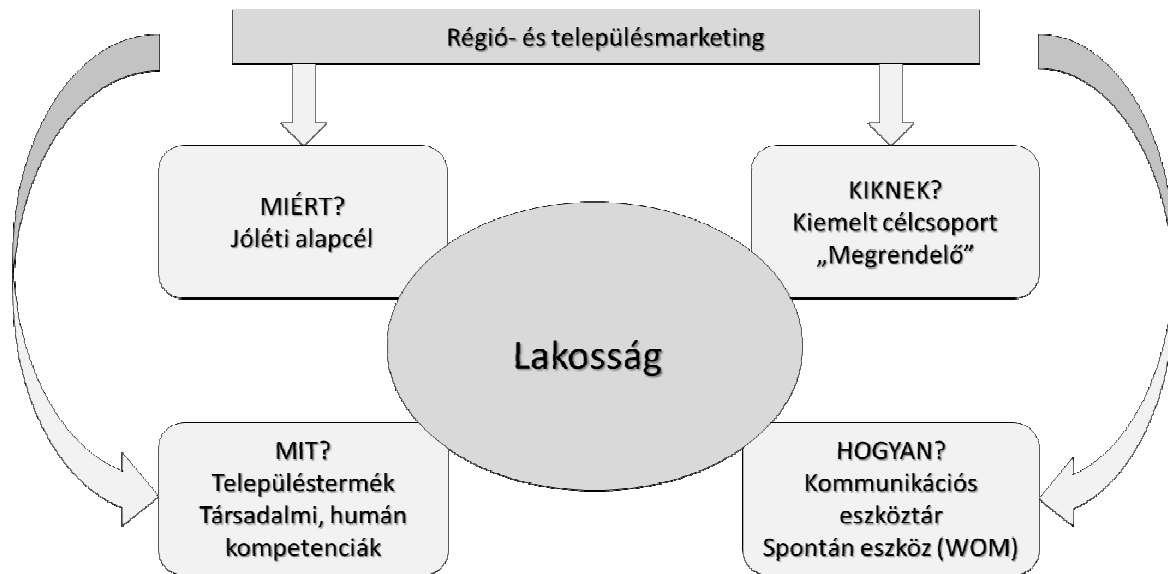 Régió- és településmarketing
MIÉRT?
Jóléti alapcél
KIKNEK?
Kiemelt célcsoport
„Megrendelő”
Lakosság
MIT?
Településtermék
Társadalmi, humán
kompetenciák
HOGYAN?
Kommunikációs
eszköztár
Spontán eszköz (WOM)